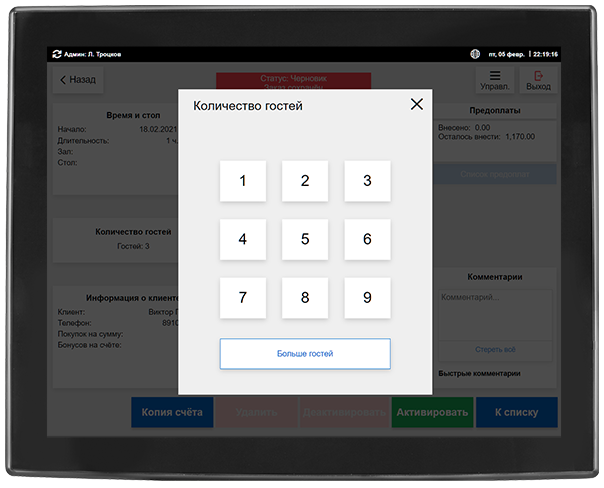 Админ: Л. Троцков
пт, 05 февр. | 22:19:16
Назад
Статус: Черновик
Заказ сохранён
Управл.
Выход
Время и стол
Начало: 18.02.2021
Длительность: 1 ч.
Зал:
Стол:
Количество гостей
Гостей: 3
Информация о клиенте
Клиент: Виктор
Телефон: 8910
Покупок на сумму:
Бонусов на счёте:
Количество гостей
1 2 3
4 5 6
7 8 9
Больше гостей
Предоплаты
Внесено: 0.00
Осталось внести: 1,170.00
Список предоплат
Комментарии
Комментарий...
Стереть всё
Быстрые комментарии
Копия счёта
Удалить
Деактивировать
Активировать
К списку